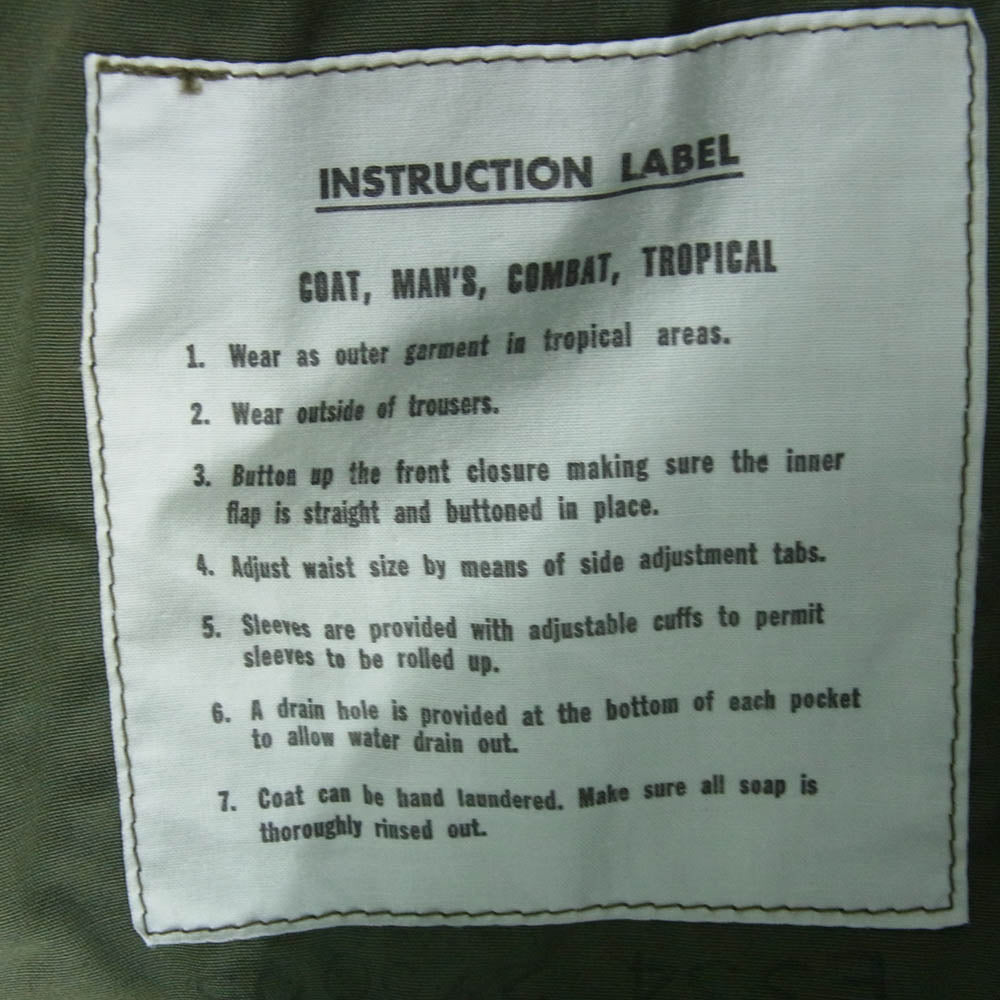 INSTRUCTION LABEL
COAT, MAN'S, COMBAT, TROPICAL
1. Wear as outer garment in tropical areas.
2. Wear outside of trousers.
3. Button up the front closure making sure the inner
flap is straight and buttoned in place.
4. Adjust waist size by means of side adjustment tabs.
5. Sleeves are provided with adjustable cuffs to permit
sleeves to be rolled up.
6. A drain hole is provided at the bottom of each pocket
to allow water drain out.
7. Coat can be hand laundered. Make sure all soap is
thoroughly rinsed out.